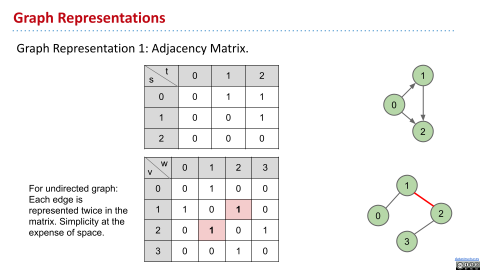 Graph Representations
Graph Representation 1: Adjacency Matrix.
s t 0 1 2
0 0 1 1
1 0 0 1
2 0 0 0
1
0
2
v w 0 1 2 3
0 0 1 0 0
1 1 0 1 0
2 0 1 0 1
3 0 0 1 0
For undirected graph:
Each edge is
represented twice in the
matrix. Simplicity at the
expense of space.
1
0
2
3